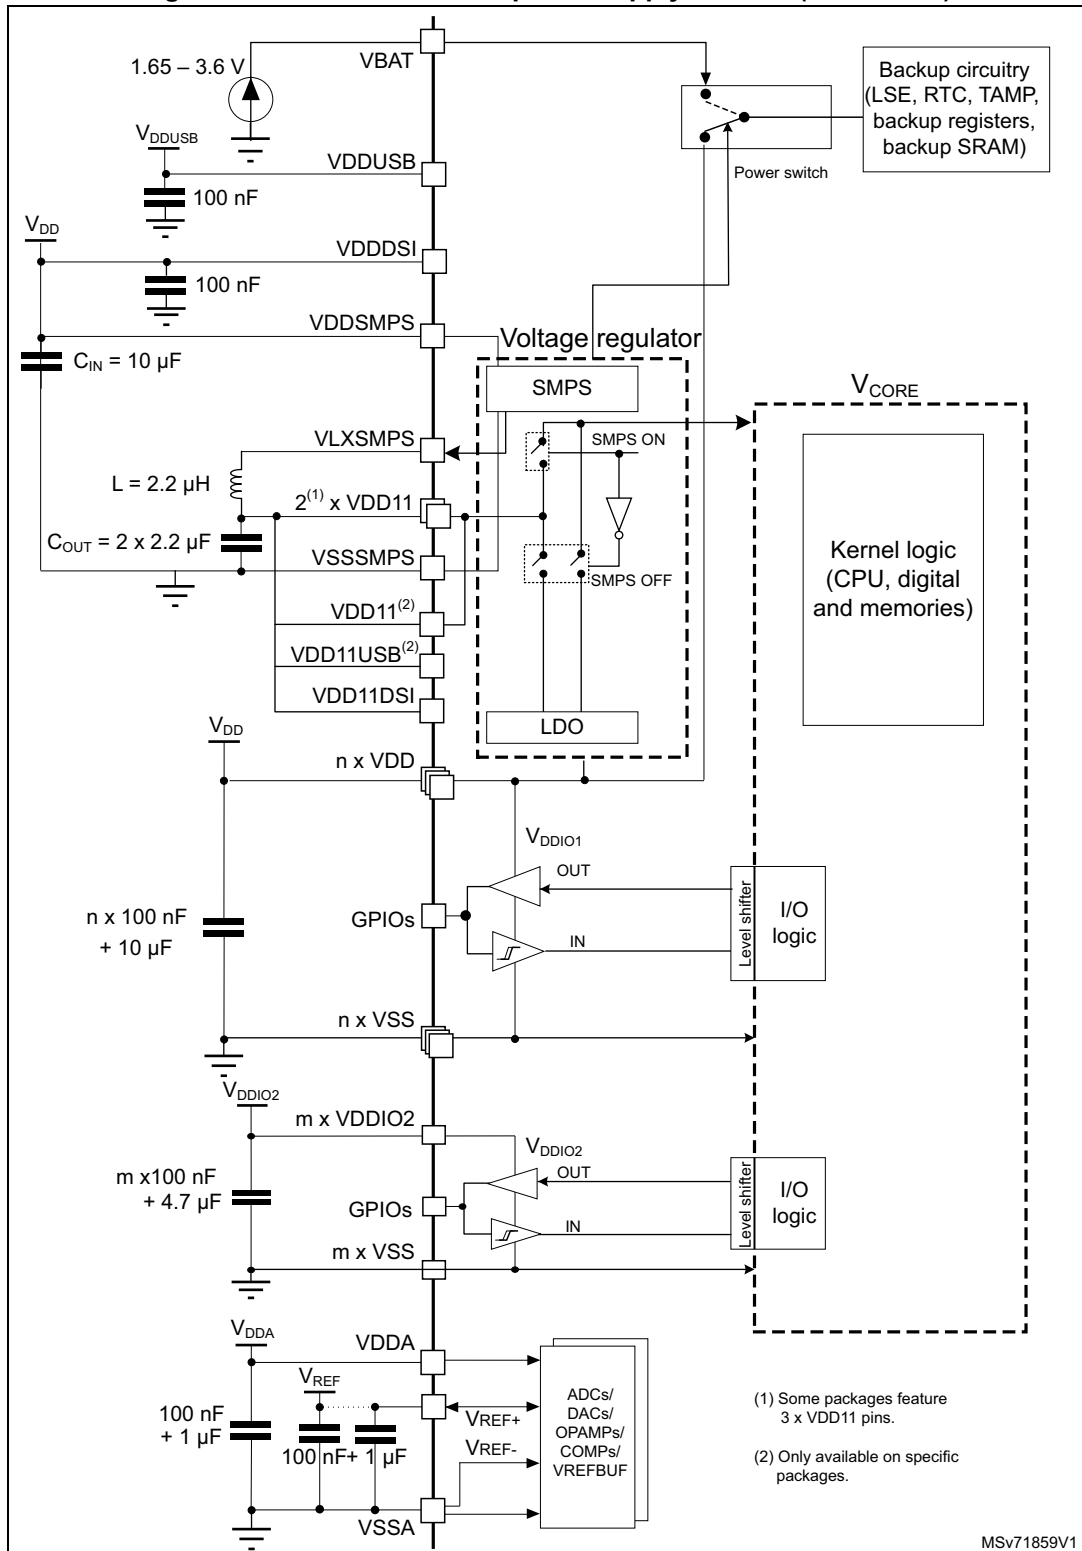 VBAT
1.65 – 3.6 V
Backup circuitry
(LSE, RTC, TAMP,
backup registers,
backup SRAM)
Power switch
VDDUSB
VDDUSB
100 nF
VDD
VDDDSI
100 nF
VDDSMPS
CIN = 10 µF
Voltage regulator
SMPS
VCORE
VLXSMPS
SMPS ON
L = 2.2 µH
2(1) x VDD11
COUT = 2 x 2.2 µF
VSSSMPS
SMPS OFF
Kernel logic
(CPU, digital
and memories)
VDD11(2)
VDD11USB(2)
VDD11DSI
LDO
VDD
n x VDD
VDDIO1
OUT
GPIOs
IN
Level shifter
I/O
logic
n x 100 nF
+ 10 µF
n x VSS
VDDIO2
m x VDDIO2
VDDIO2
OUT
m x100 nF
+ 4.7 µF
GPIOs
IN
Level shifter
I/O
logic
m x VSS
VDDA
VDDA
VREF
100 nF
+ 1 µF
100 nF+ 1 µF
VREF+
VREF-
ADCs/
DACs/
OPAMPs/
COMPs/
VREFBUF
VSSA
(1) Some packages feature
3 x VDD11 pins.
(2) Only available on specific
packages.
MSv71859V1